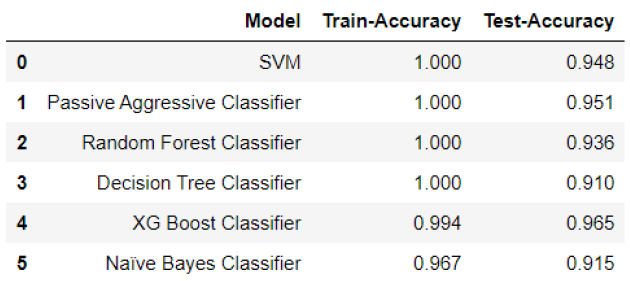 Model Train-Accuracy Test-Accuracy
0 SVM 1.000 0.948
1 Passive Aggressive Classifier 1.000 0.951
2 Random Forest Classifier 1.000 0.936
3 Decision Tree Classifier 1.000 0.910
4 XG Boost Classifier 0.994 0.965
5 Naïve Bayes Classifier 0.967 0.915